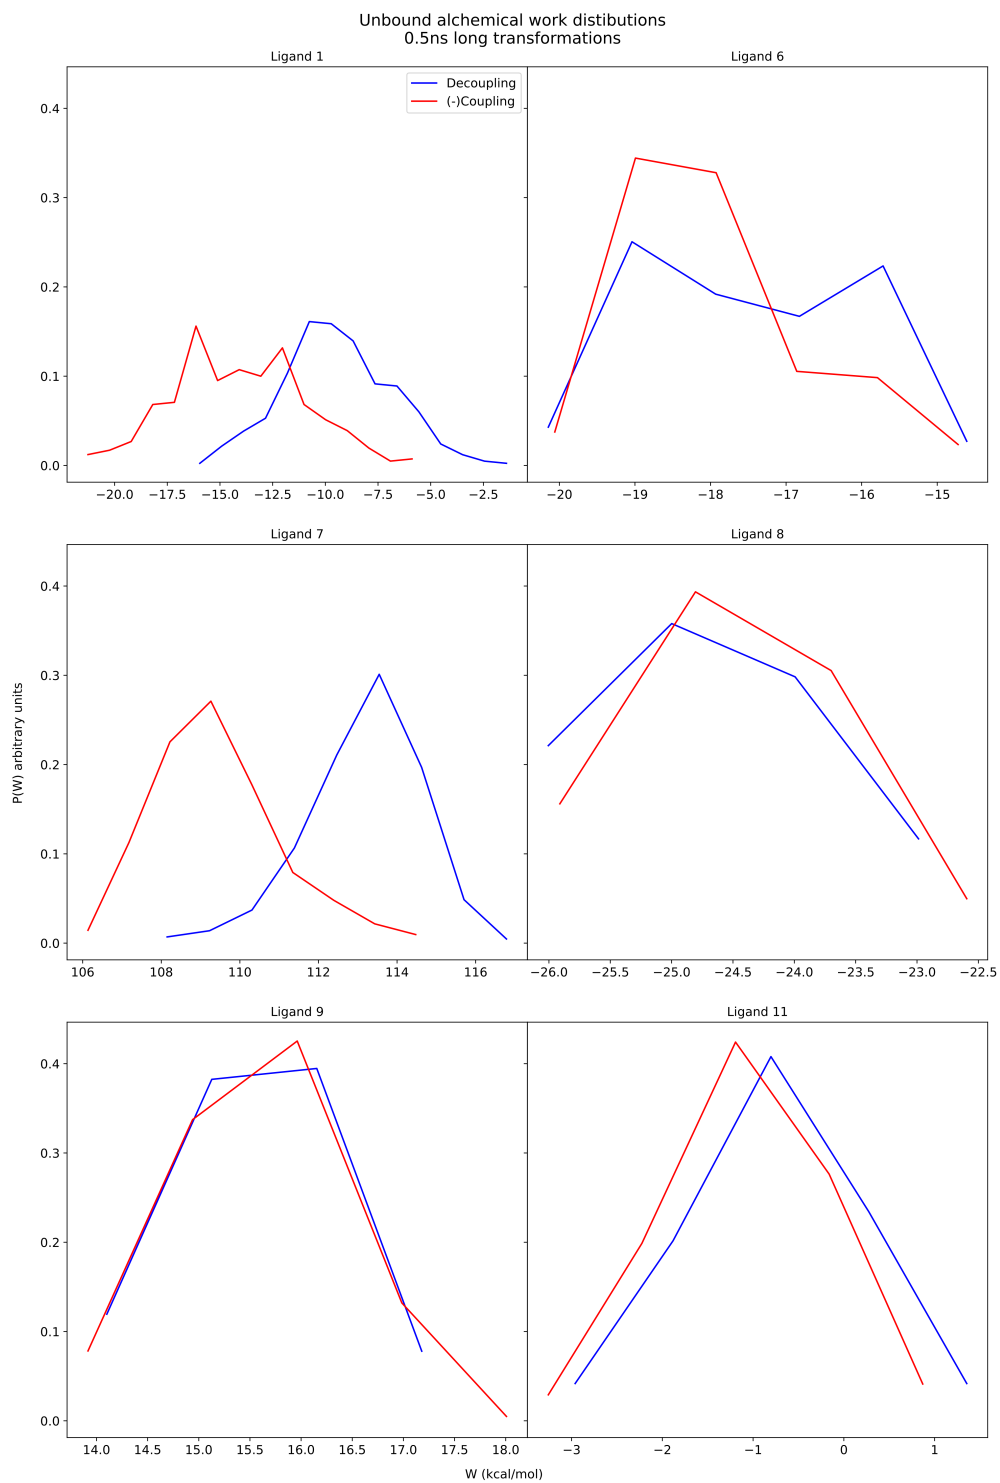 Unbound alchemical work distibutions
0.5ns long transformations
Ligand 1
Ligand 6
Decoupling
(-)Coupling
0.4
0.3
0.2
0.1
0.0
−20.0 −17.5 −15.0 −12.5 −10.0 −7.5 −5.0 −2.5
−20 −19 −18 −17 −16 −15
Ligand 7
Ligand 8
P(W) arbitrary units
0.4
0.3
0.2
0.1
0.0
106 108 110 112 114 116
−26.0 −25.5 −25.0 −24.5 −24.0 −23.5 −23.0 −22.5
Ligand 9
Ligand 11
0.4
0.3
0.2
0.1
0.0
14.0 14.5 15.0 15.5 16.0 16.5 17.0 17.5 18.0
−3 −2 −1 0 1
W (kcal/mol)